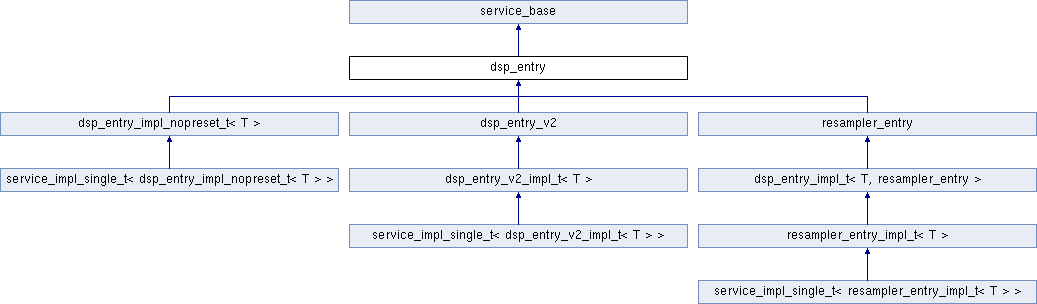 service_base
dsp_entry
dsp_entry_impl_nopreset_t< T >
dsp_entry_v2
resampler_entry
service_impl_single_t< dsp_entry_impl_nopreset_t< T > >
dsp_entry_v2_impl_t< T >
dsp_entry_impl_t< T, resampler_entry >
service_impl_single_t< dsp_entry_v2_impl_t< T > >
resampler_entry_impl_t< T >
service_impl_single_t< resampler_entry_impl_t< T > >